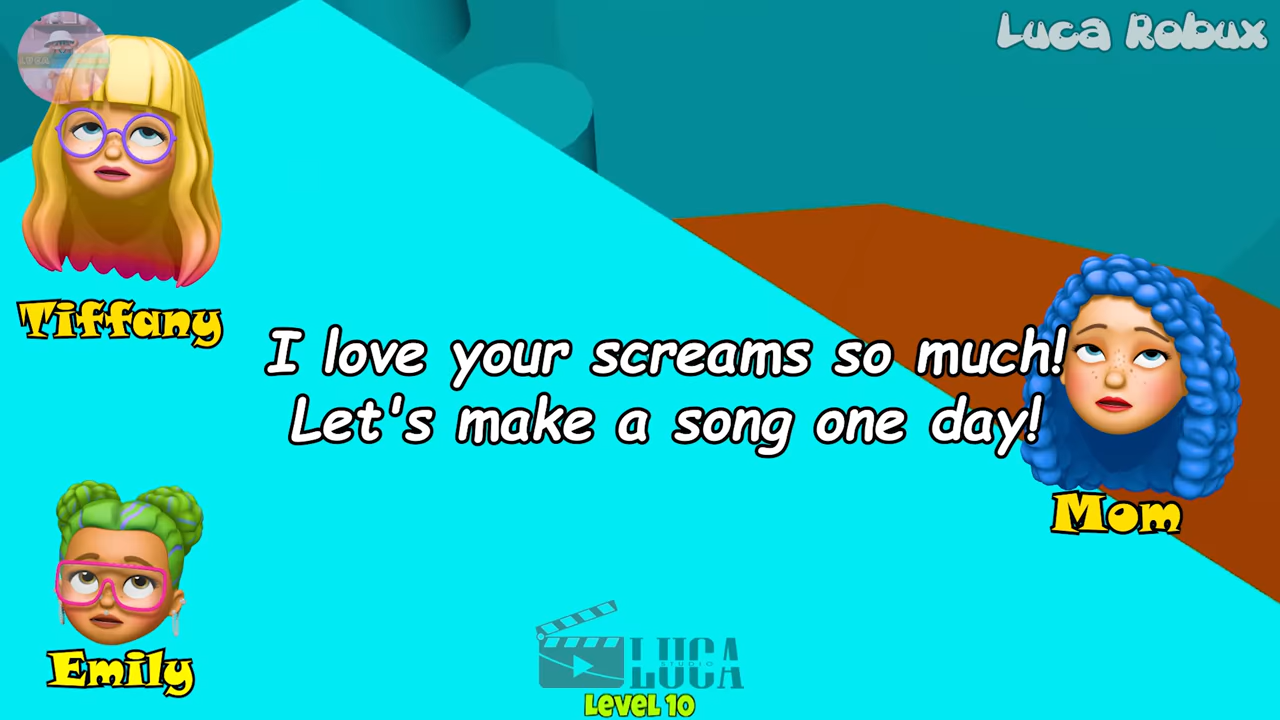 Luca Robux
Tiffany
I love your screams so much!
Let's make a song one day!
Mom
Emily
LUCA
STUDIO
Level 10